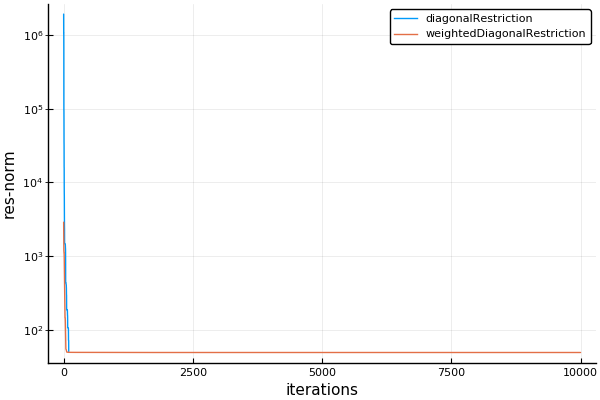 diagonalRestriction
weightedDiagonalRestriction
10⁶
10⁵
10⁴
10³
10²
res-norm
0 2500 5000 7500 10000
iterations